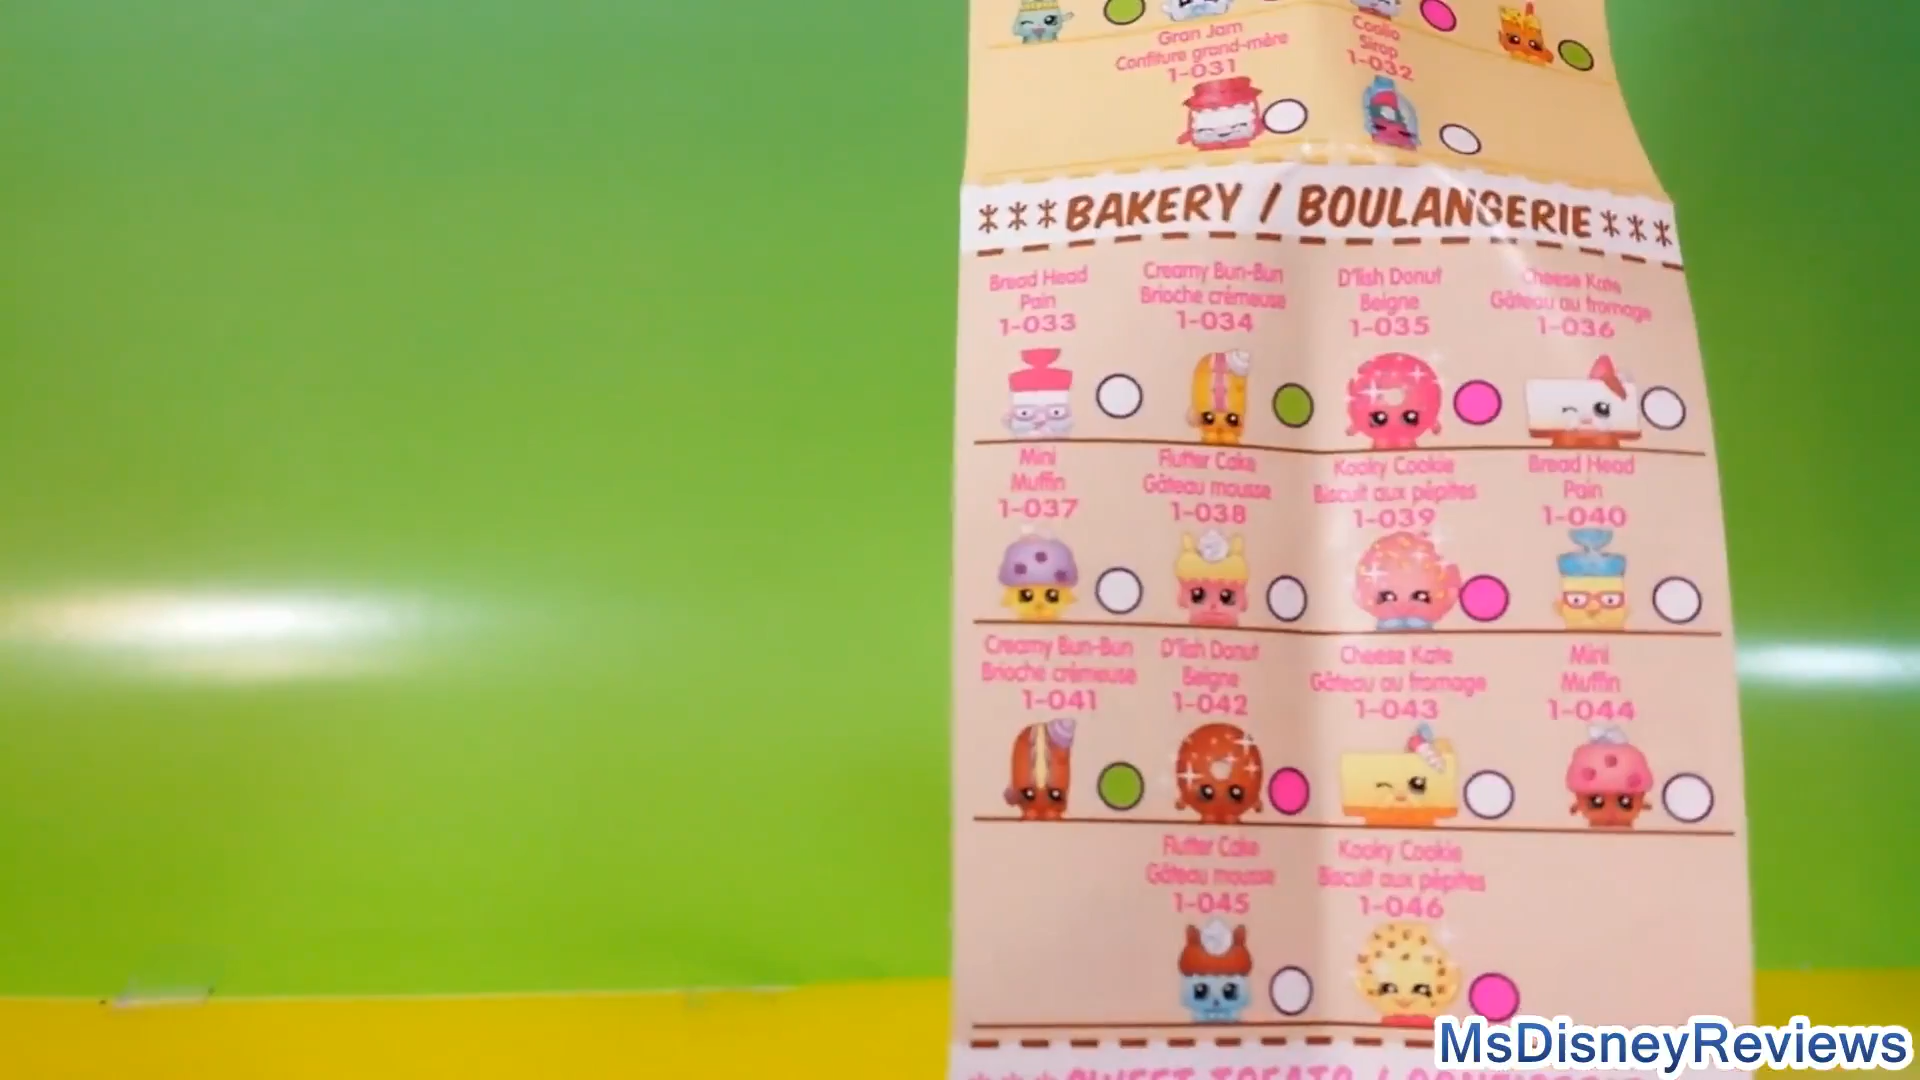 Gran Jam
Confiture grand-mère
1-031
Coolio
Sirop
1-032
***BAKERY / BOULANGERIE***
Bread Head
Pain
1-033
Creamy Bun-Bun
Brioche crémeuse
1-034
D'lish Donut
Beigne
1-035
Cheese Kate
Gâteau au fromage
1-036
Mini
Muffin
1-037
Flutter Cake
Gâteau mousse
1-038
Kooky Cookie
Biscuit aux pépites
1-039
Bread Head
Pain
1-040
Creamy Bun-Bun
Brioche crémeuse
1-041
D'lish Donut
Beigne
1-042
Cheese Kate
Gâteau au fromage
1-043
Mini
Muffin
1-044
Flutter Cake
Gâteau mousse
1-045
Kooky Cookie
Biscuit aux pépites
1-046
MsDisneyReviews